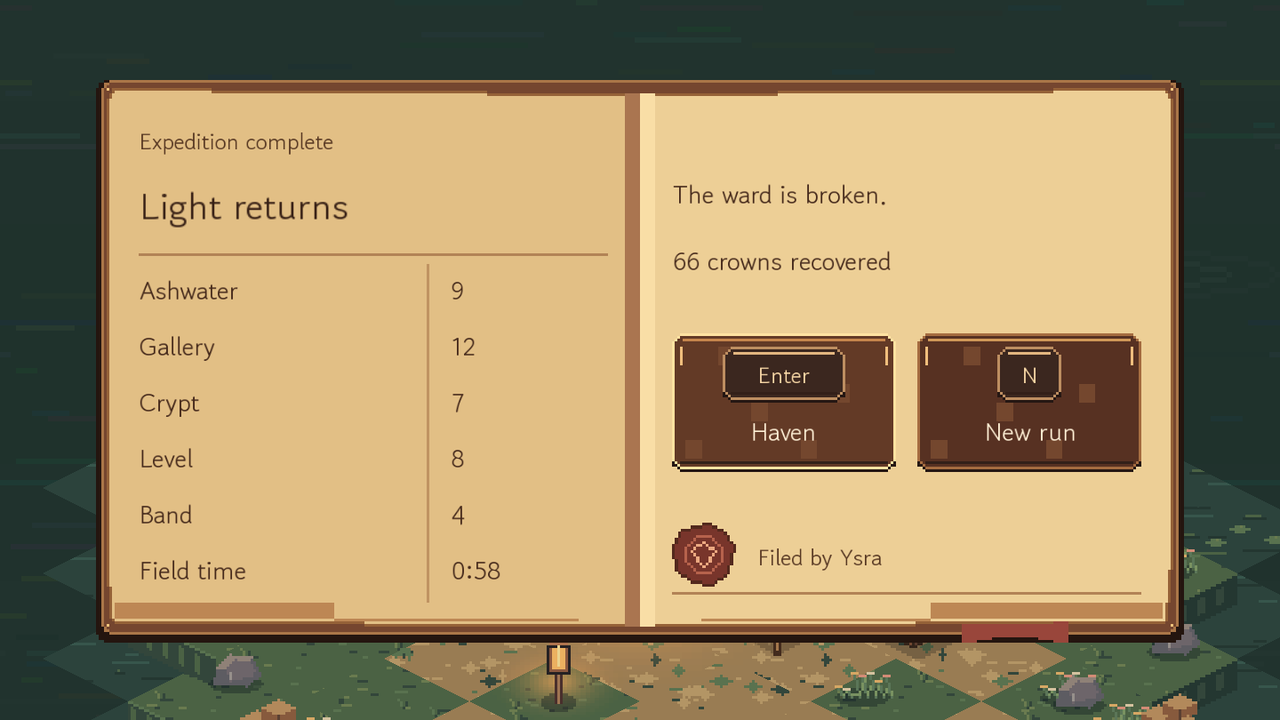 Expedition complete
Light returns
Ashwater 9
Gallery 12
Crypt 7
Level 8
Band 4
Field time 0:58
The ward is broken.
66 crowns recovered
Enter
Haven
N
New run
Filed by Ysra